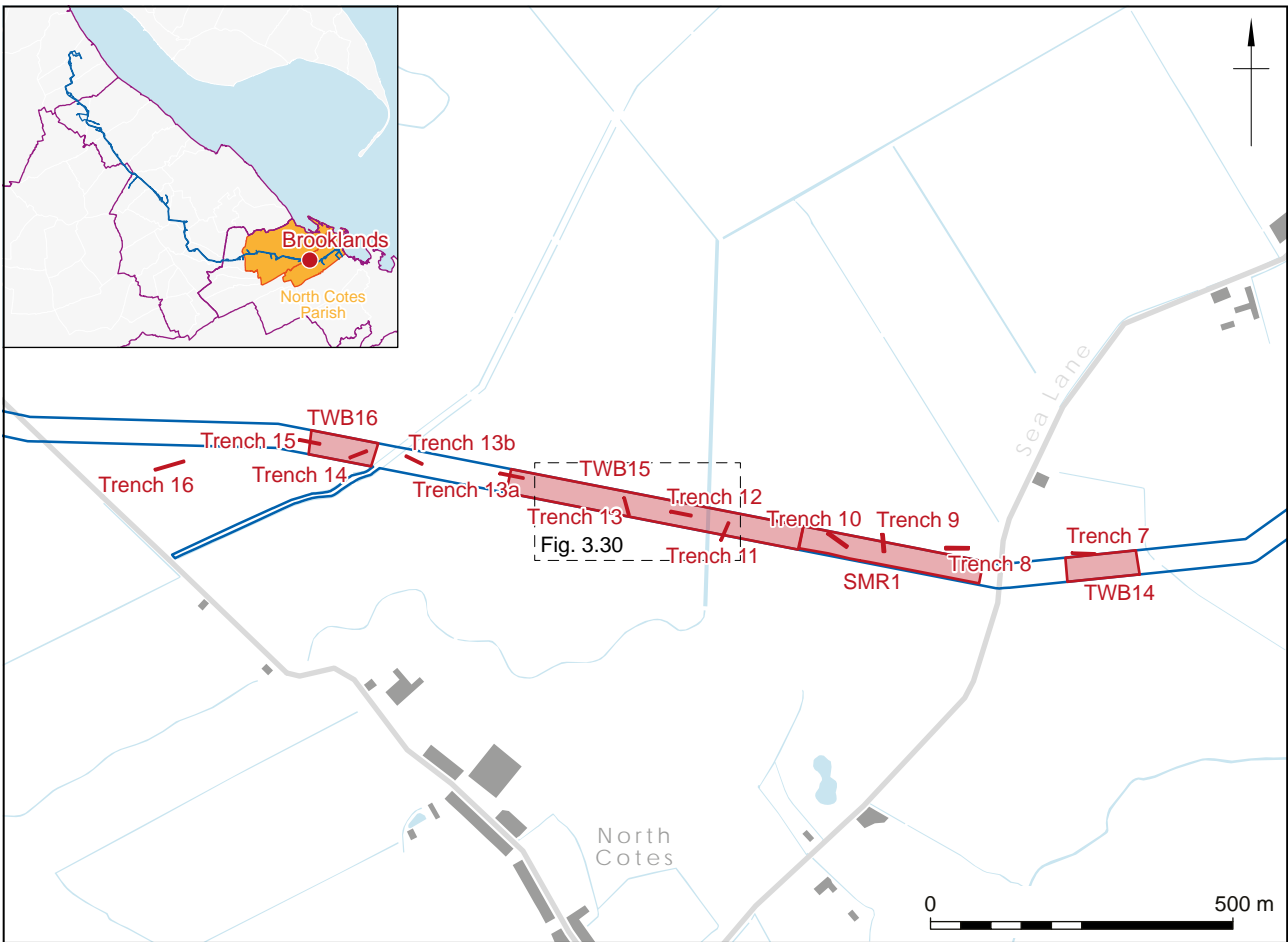 Brooklands
North Cotes
Parish
Sea Lane
TWB16
Trench 15
Trench 13b
Trench 14
Trench 16
Trench 13a
TWB15
Trench 12
Trench 13
Trench 10
Trench 9
Trench 7
Fig. 3.30
Trench 11
Trench 8
SMR1
TWB14
North
Cotes
0
500 m